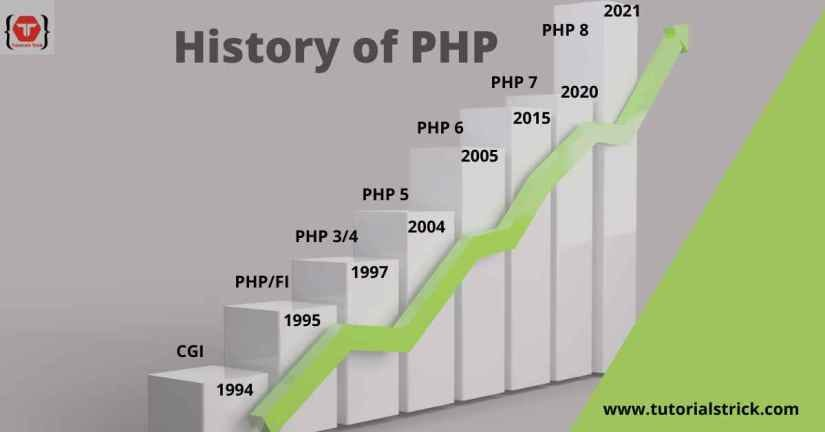 History of PHP
2021
PHP 8
PHP 7
2020
2015
PHP 6
2005
PHP 5
2004
PHP 3/4
1997
PHP/FI
1995
CGI
1994
www.tutorialstrick.com